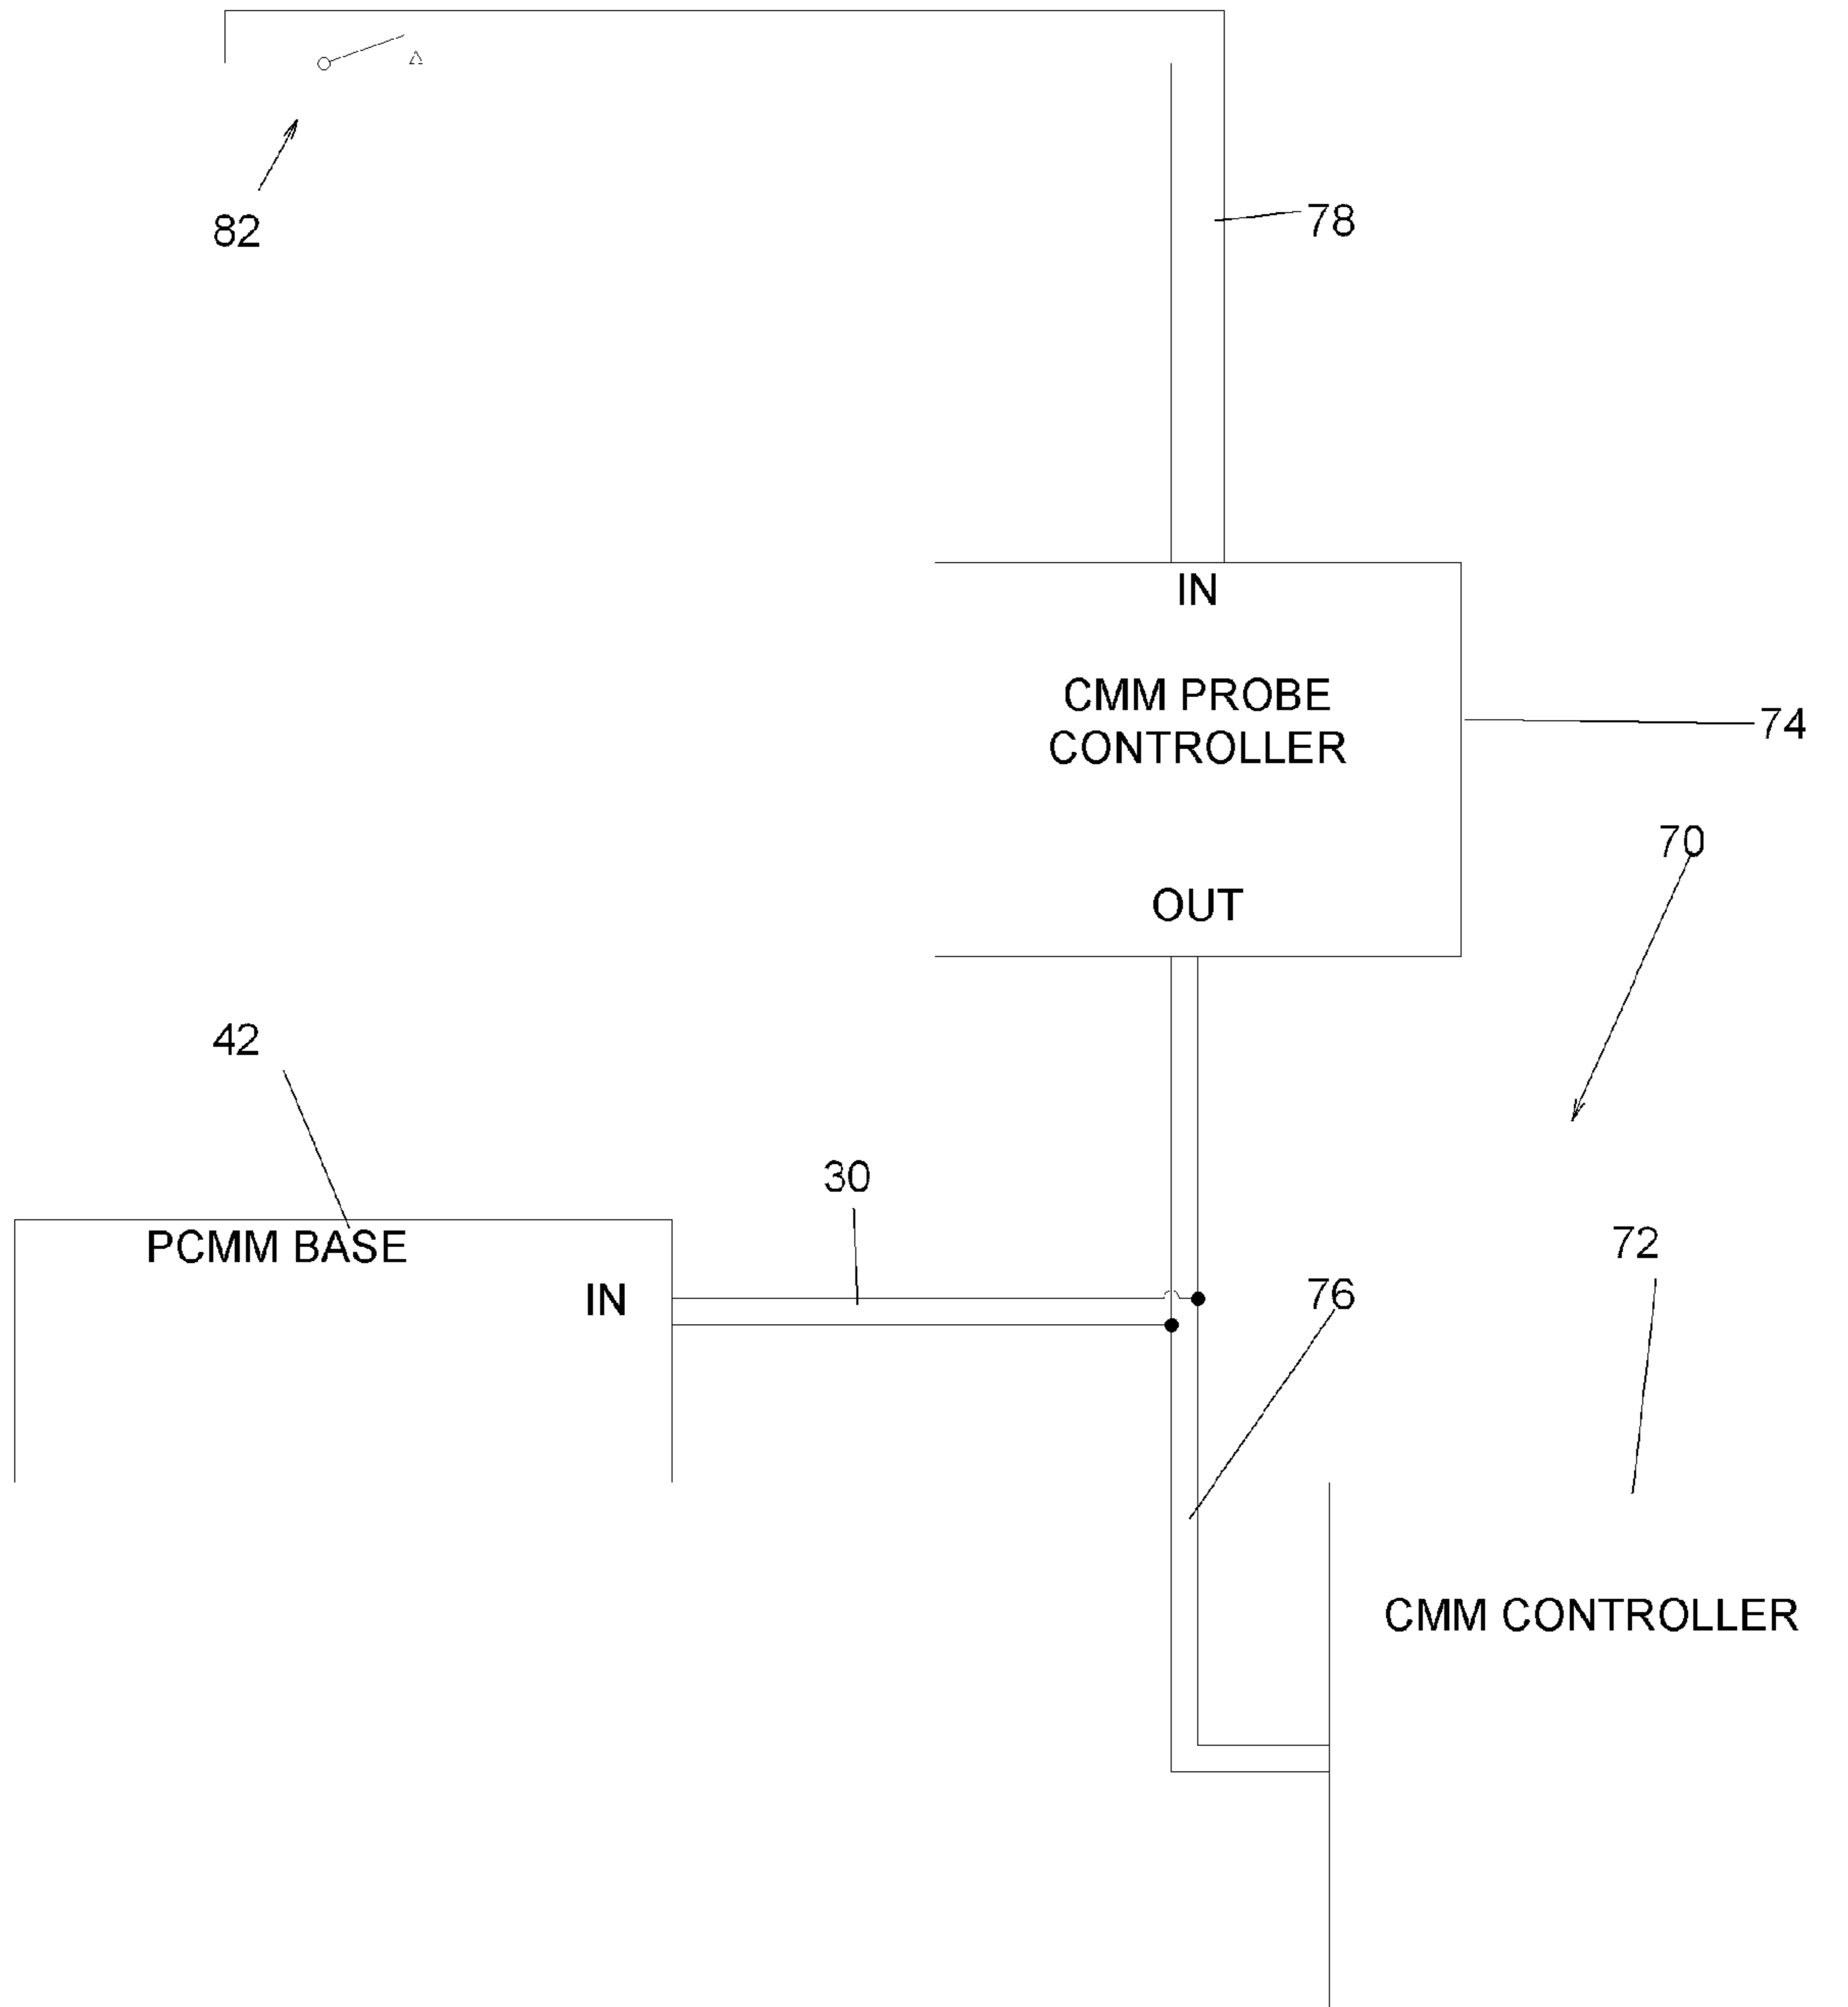 82
78
IN
CMM PROBE
CONTROLLER
74
70
OUT
42
30
72
PCMM BASE
IN
76
CMM CONTROLLER